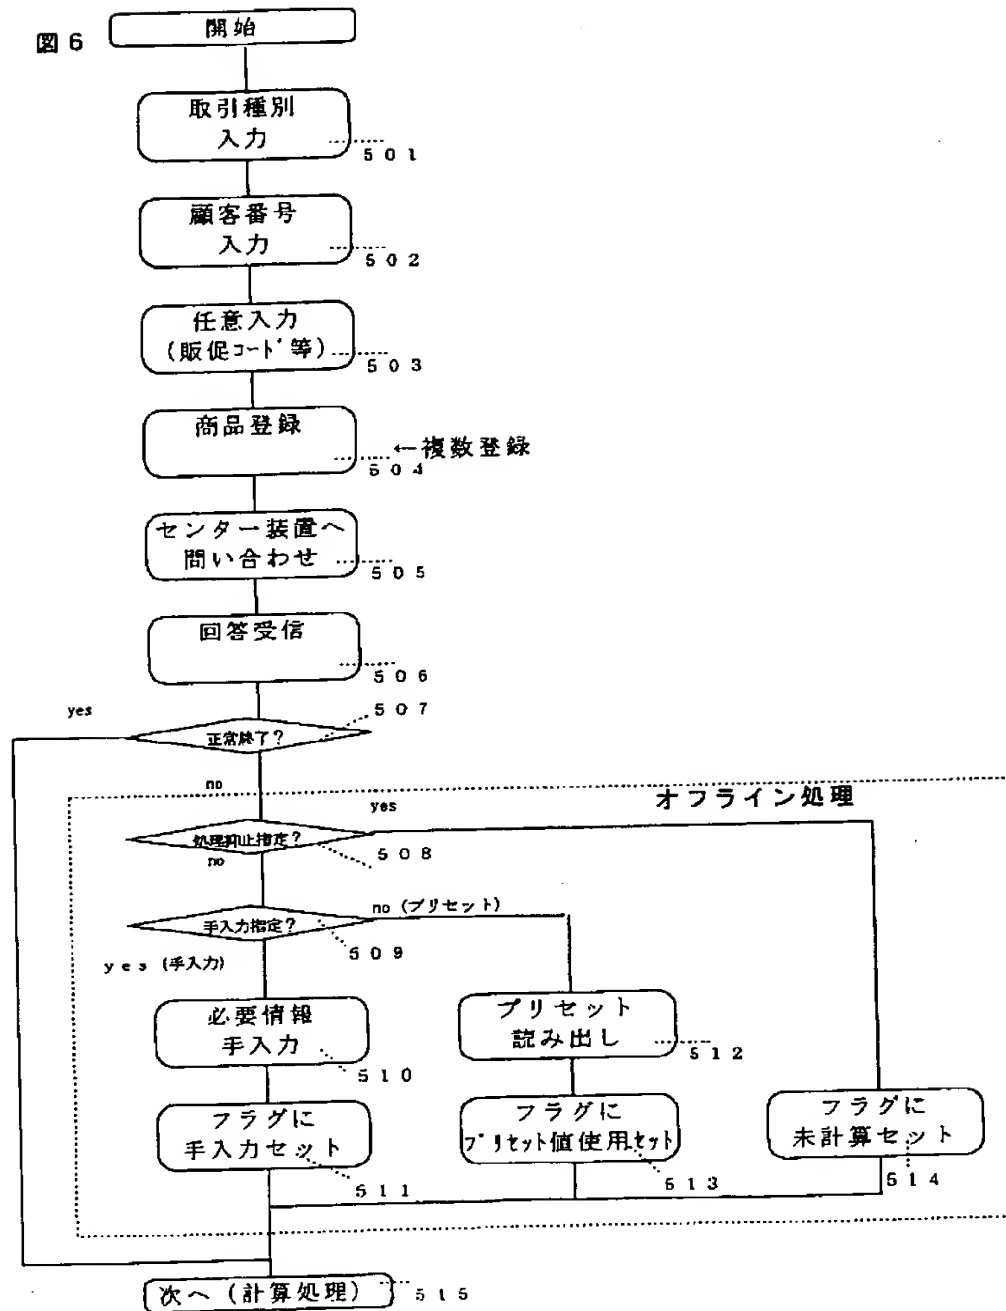 図6
開始
取引種別
入力
501
顧客番号
入力
502
任意入力
(販促コード等)
503
商品登録
←複数登録
504
センター装置へ
問い合わせ
505
回答受信
506
yes
507
正常終了?
no
オフライン処理
yes
処理抑止指定?
508
no
no (プリセット)
手入力指定?
509
yes (手入力)
必要情報
手入力
510
プリセット
読み出し
512
フラグに
手入力セット
511
フラグに
プリセット値使用セット
513
フラグに
未計算セット
514
次へ (計算処理)
515